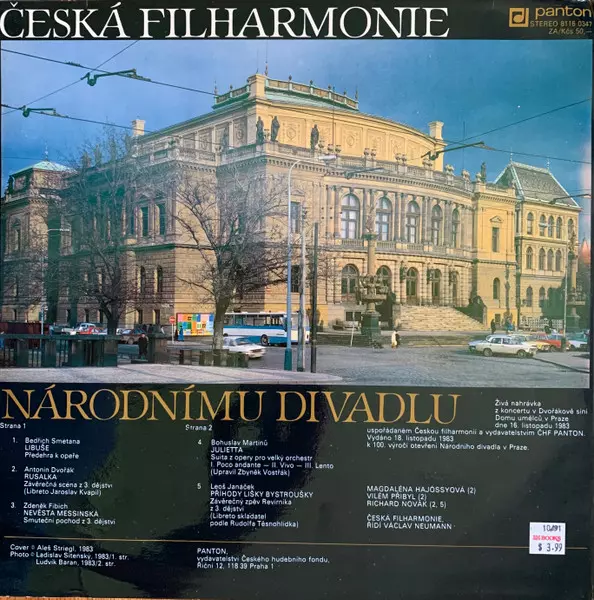 ČESKÁ FILHARMONIE
panton
STEREO 8116 0347
ZA/Kčs 50,—
NÁRODNÍMU DIVADLU
Strana 1
1. Bedřich Smetana
LIBUŠE
Předehra k opeře
2. Antonín Dvořák
RUSALKA
Závěrečná scéna z 3. dějství
(Libreto Jaroslav Kvapil)
3. Zdeněk Fibich
NEVĚSTA MESSINSKÁ
Smuteční pochod z 3. dějství
Strana 2
4 Bohuslav Martinů
JULIETTA
Suita z opery pro velký orchestr
I. Poco andante — II. Vivo — III. Lento
(Upravil Zbyněk Vostřák)
5 Leoš Janáček
PŘÍHODY LIŠKY BYSTROUŠKY
Závěrečný zpěv Revírníka
z 3. dějství
(Libreto skladatel
podle Rudolfa Těsnohlídka)
Živá nahrávka
z koncertu v Dvořákově síni
Domu umělců v Praze
dne 16. listopadu 1983
uspořádaném Českou filharmonií a vydavatelstvím ČHF PANTON.
Vydáno 18. listopadu 1983
k 100. výročí otevření Národního divadla v Praze.
MAGDALÉNA HAJÓSSYOVÁ (2)
VILÉM PŘIBYL (2)
RICHARD NOVÁK (2, 5)
ČESKÁ FILHARMONIE,
ŘÍDÍ VÁCLAV NEUMANN
Cover © Aleš Striegl, 1983
Photo © Ladislav Sitenský, 1983/1. str.
Ludvík Baran, 1983/2. str.
PANTON,
vydavatelství Českého hudebního fondu,
Říční 12, 118 39 Praha 1
$ 3.99